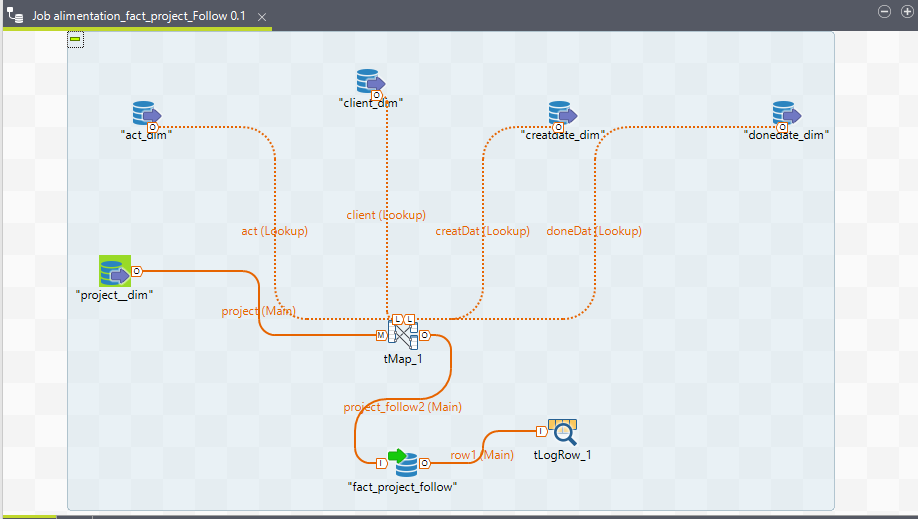 Job alimentation_fact_project_Follow 0.1
"client_dim"
"act_dim"
"creatdate_dim"
"donedate_dim"
client (Lookup)
act (Lookup)
creatDat (Lookup)
doneDat (Lookup)
"project__dim"
project (Main)
tMap_1
project_follow2 (Main)
row1 (Main)
tLogRow_1
"fact_project_follow"